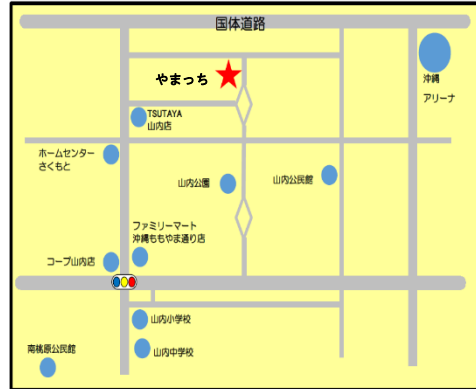 国体道路
やまっち
沖縄
アリーナ
TSUTAYA
山内店
ホームセンター
さくもと
山内公園
山内公民館
ファミリーマート
沖縄ももやま通り店
コープ山内店
山内小学校
山内中学校
南桃原公民館